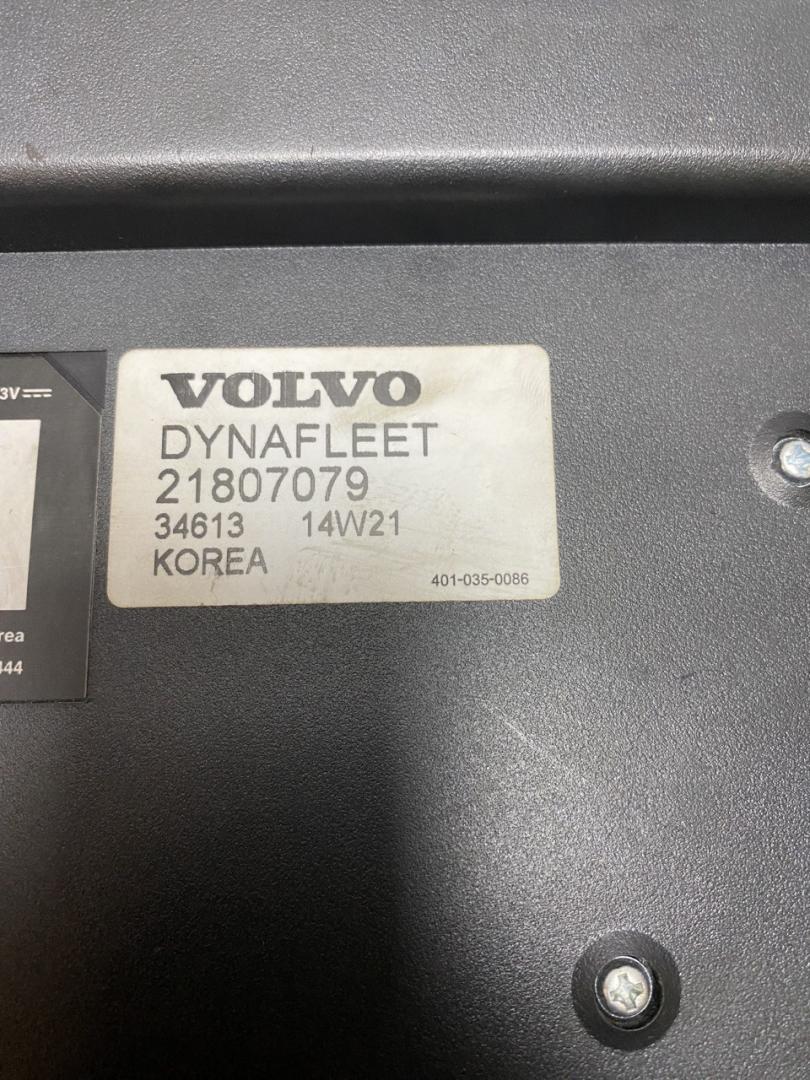 3V
VOLVO
DYNAFLEET
21807079
34613 14W21
KOREA
401-035-0086
rea
444